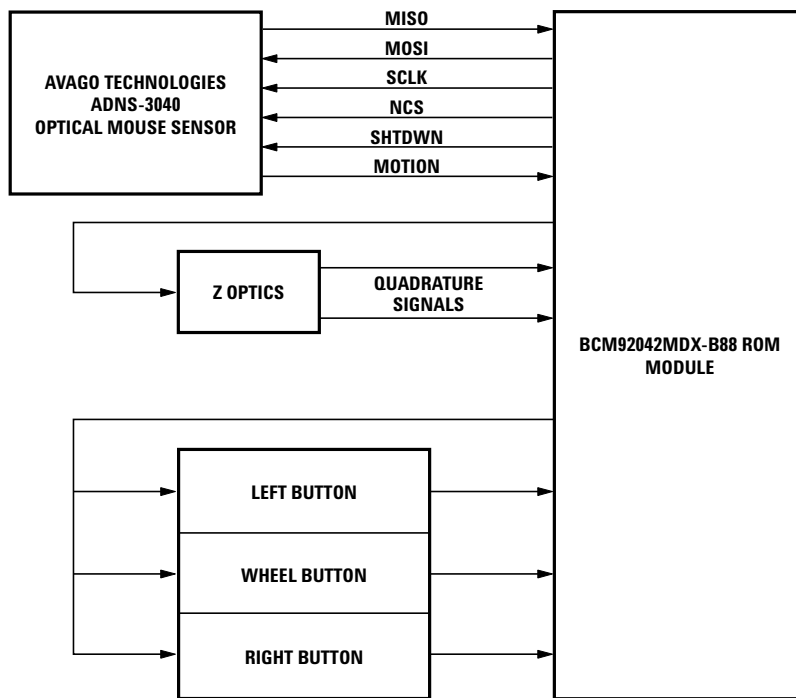 AVAGO TECHNOLOGIES
ADNS-3040
OPTICAL MOUSE SENSOR
MISO
MOSI
SCLK
NCS
SHTDWN
MOTION
Z OPTICS
QUADRATURE
SIGNALS
BCM92042MDX-B88 ROM
MODULE
LEFT BUTTON
WHEEL BUTTON
RIGHT BUTTON